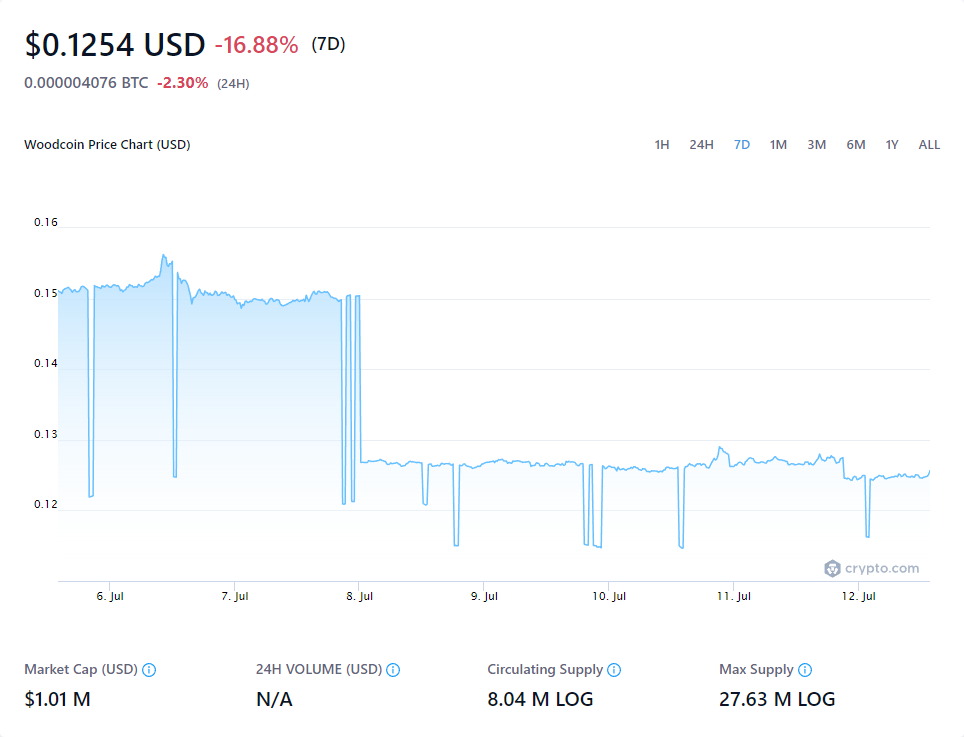 $0.1254 USD -16.88% (7D)
0.000004076 BTC -2.30% (24H)
Woodcoin Price Chart (USD) 1H 24H 7D 1M 3M 6M 1Y ALL
0.16
0.15
0.14
0.13
0.12
crypto.com
6. Jul 7. Jul 8. Jul 9. Jul 10. Jul 11. Jul 12. Jul
Market Cap (USD) 24H VOLUME (USD) Circulating Supply Max Supply
$1.01 M N/A 8.04 M LOG 27.63 M LOG